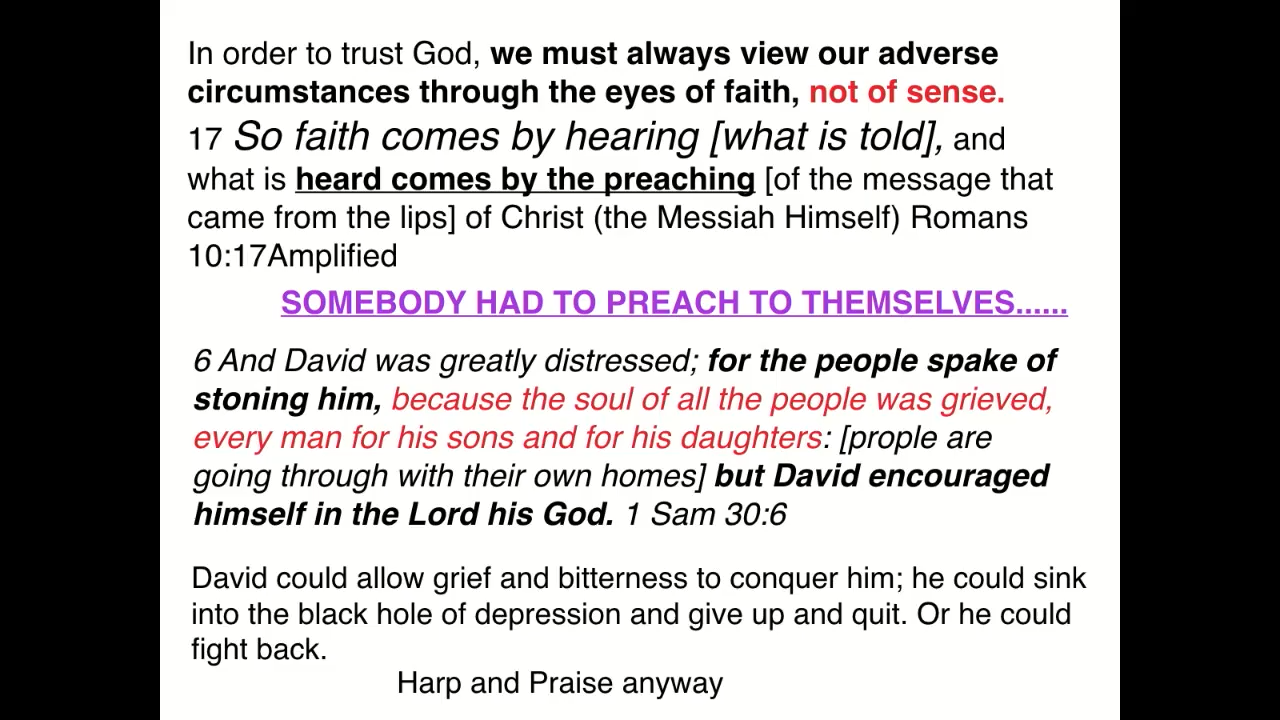 In order to trust God, we must always view our adverse
circumstances through the eyes of faith, not of sense.
17 So faith comes by hearing [what is told], and
what is heard comes by the preaching [of the message that
came from the lips] of Christ (the Messiah Himself) Romans
10:17Amplified
SOMEBODY HAD TO PREACH TO THEMSELVES......
6 And David was greatly distressed; for the people spake of
stoning him, because the soul of all the people was grieved,
every man for his sons and for his daughters: [prople are
going through with their own homes] but David encouraged
himself in the Lord his God. 1 Sam 30:6
David could allow grief and bitterness to conquer him; he could sink
into the black hole of depression and give up and quit. Or he could
fight back.
Harp and Praise anyway